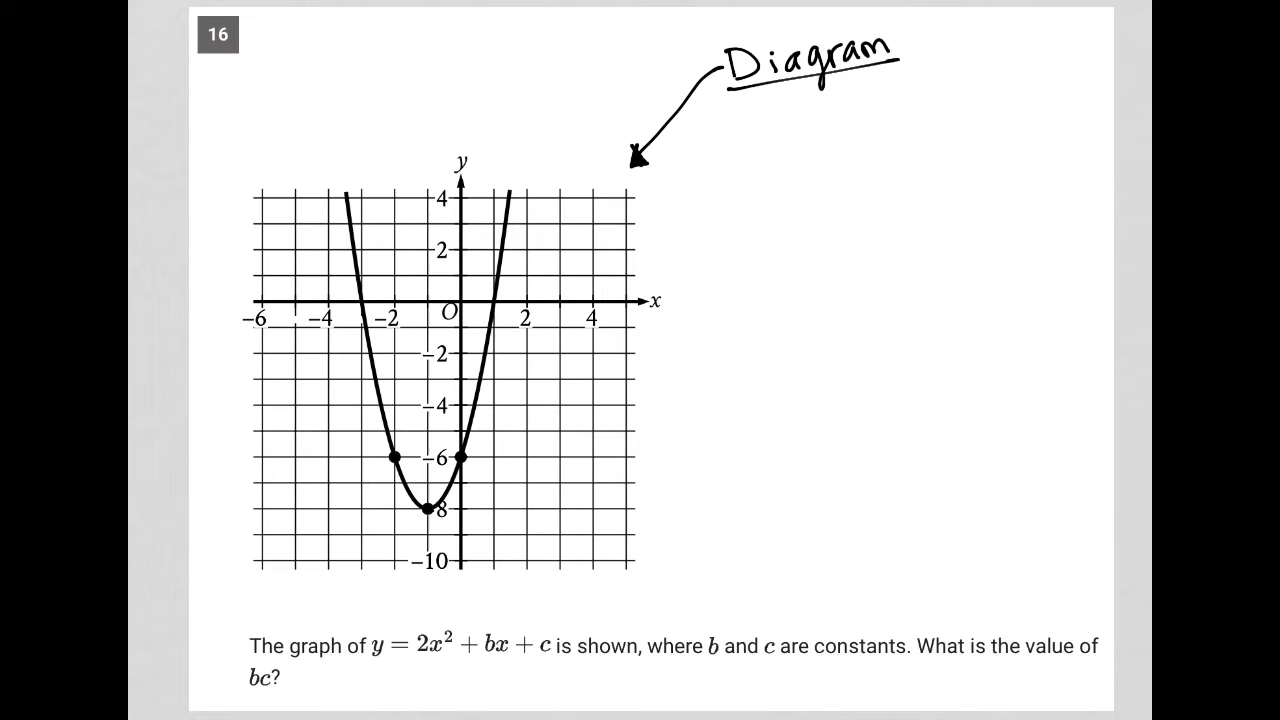 16
Diagram
y
4
2
x
–6
–4
–2
O
2
4
–2
–4
–6
8
–10
The graph of y = 2x² + bx + c is shown, where b and c are constants. What is the value of
bc?